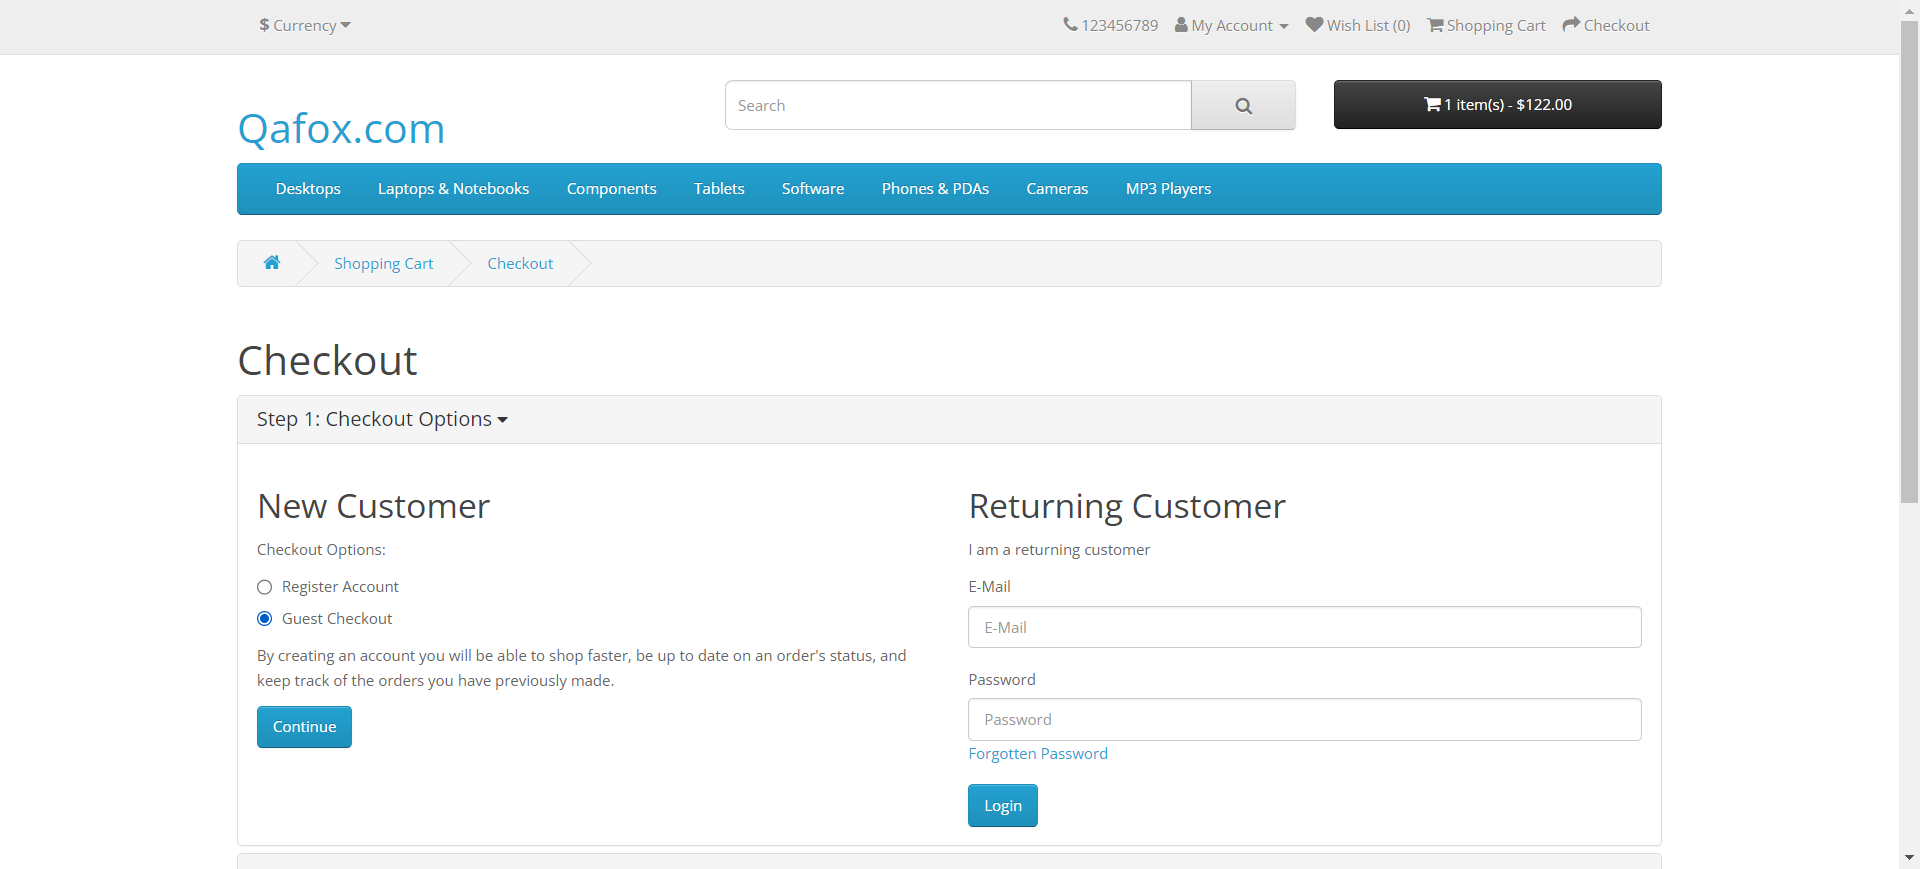 $ Currency
123456789 My Account Wish List (0) Shopping Cart Checkout
Search
1 item(s) - $122.00
Qafox.com
Desktops Laptops & Notebooks Components Tablets Software Phones & PDAs Cameras MP3 Players
Shopping Cart Checkout
Checkout
Step 1: Checkout Options
New Customer
Checkout Options:
Register Account
Guest Checkout
By creating an account you will be able to shop faster, be up to date on an order's status, and
keep track of the orders you have previously made.
Continue
Returning Customer
I am a returning customer
E-Mail
E-Mail
Password
Password
Forgotten Password
Login